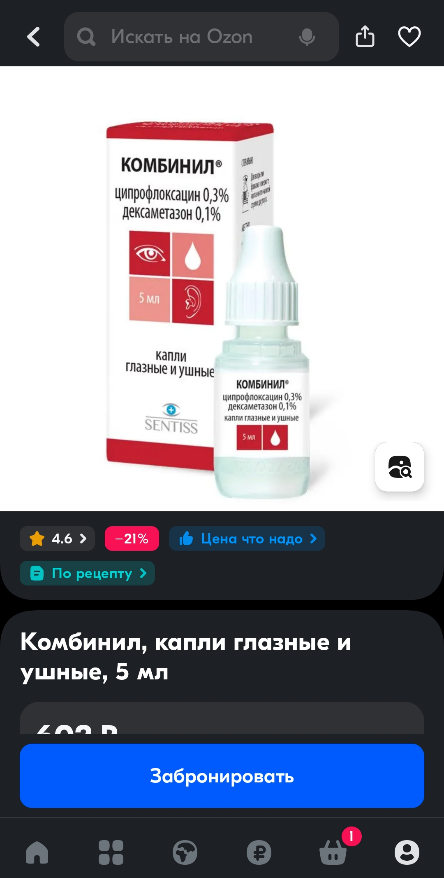 Искать на Ozon
КОМБИНИЛ®
ципрофлоксацин 0,3%
дексаметазон 0,1%
5 мл
капли
глазные и ушные
SENTISS
КОМБИНИЛ®
ципрофлоксацин 0,3%
дексаметазон 0,1%
капли глазные и ушные
5 мл
4.6
−21%
Цена что надо
По рецепту
Комбинил, капли глазные и
ушные, 5 мл
Забронировать
1